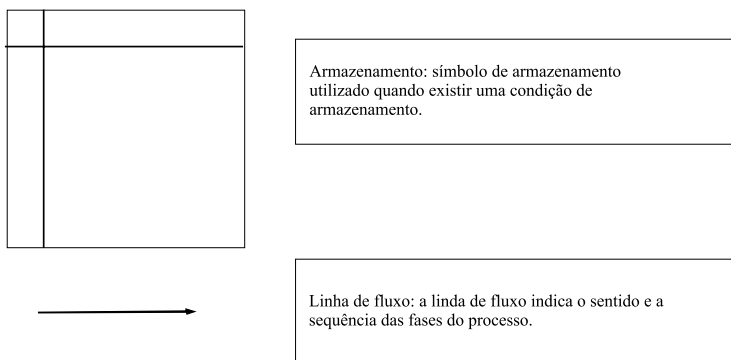 Armazenamento: símbolo de armazenamento
utilizado quando existir uma condição de
armazenamento.
Linha de fluxo: a linda de fluxo indica o sentido e a
sequência das fases do processo.